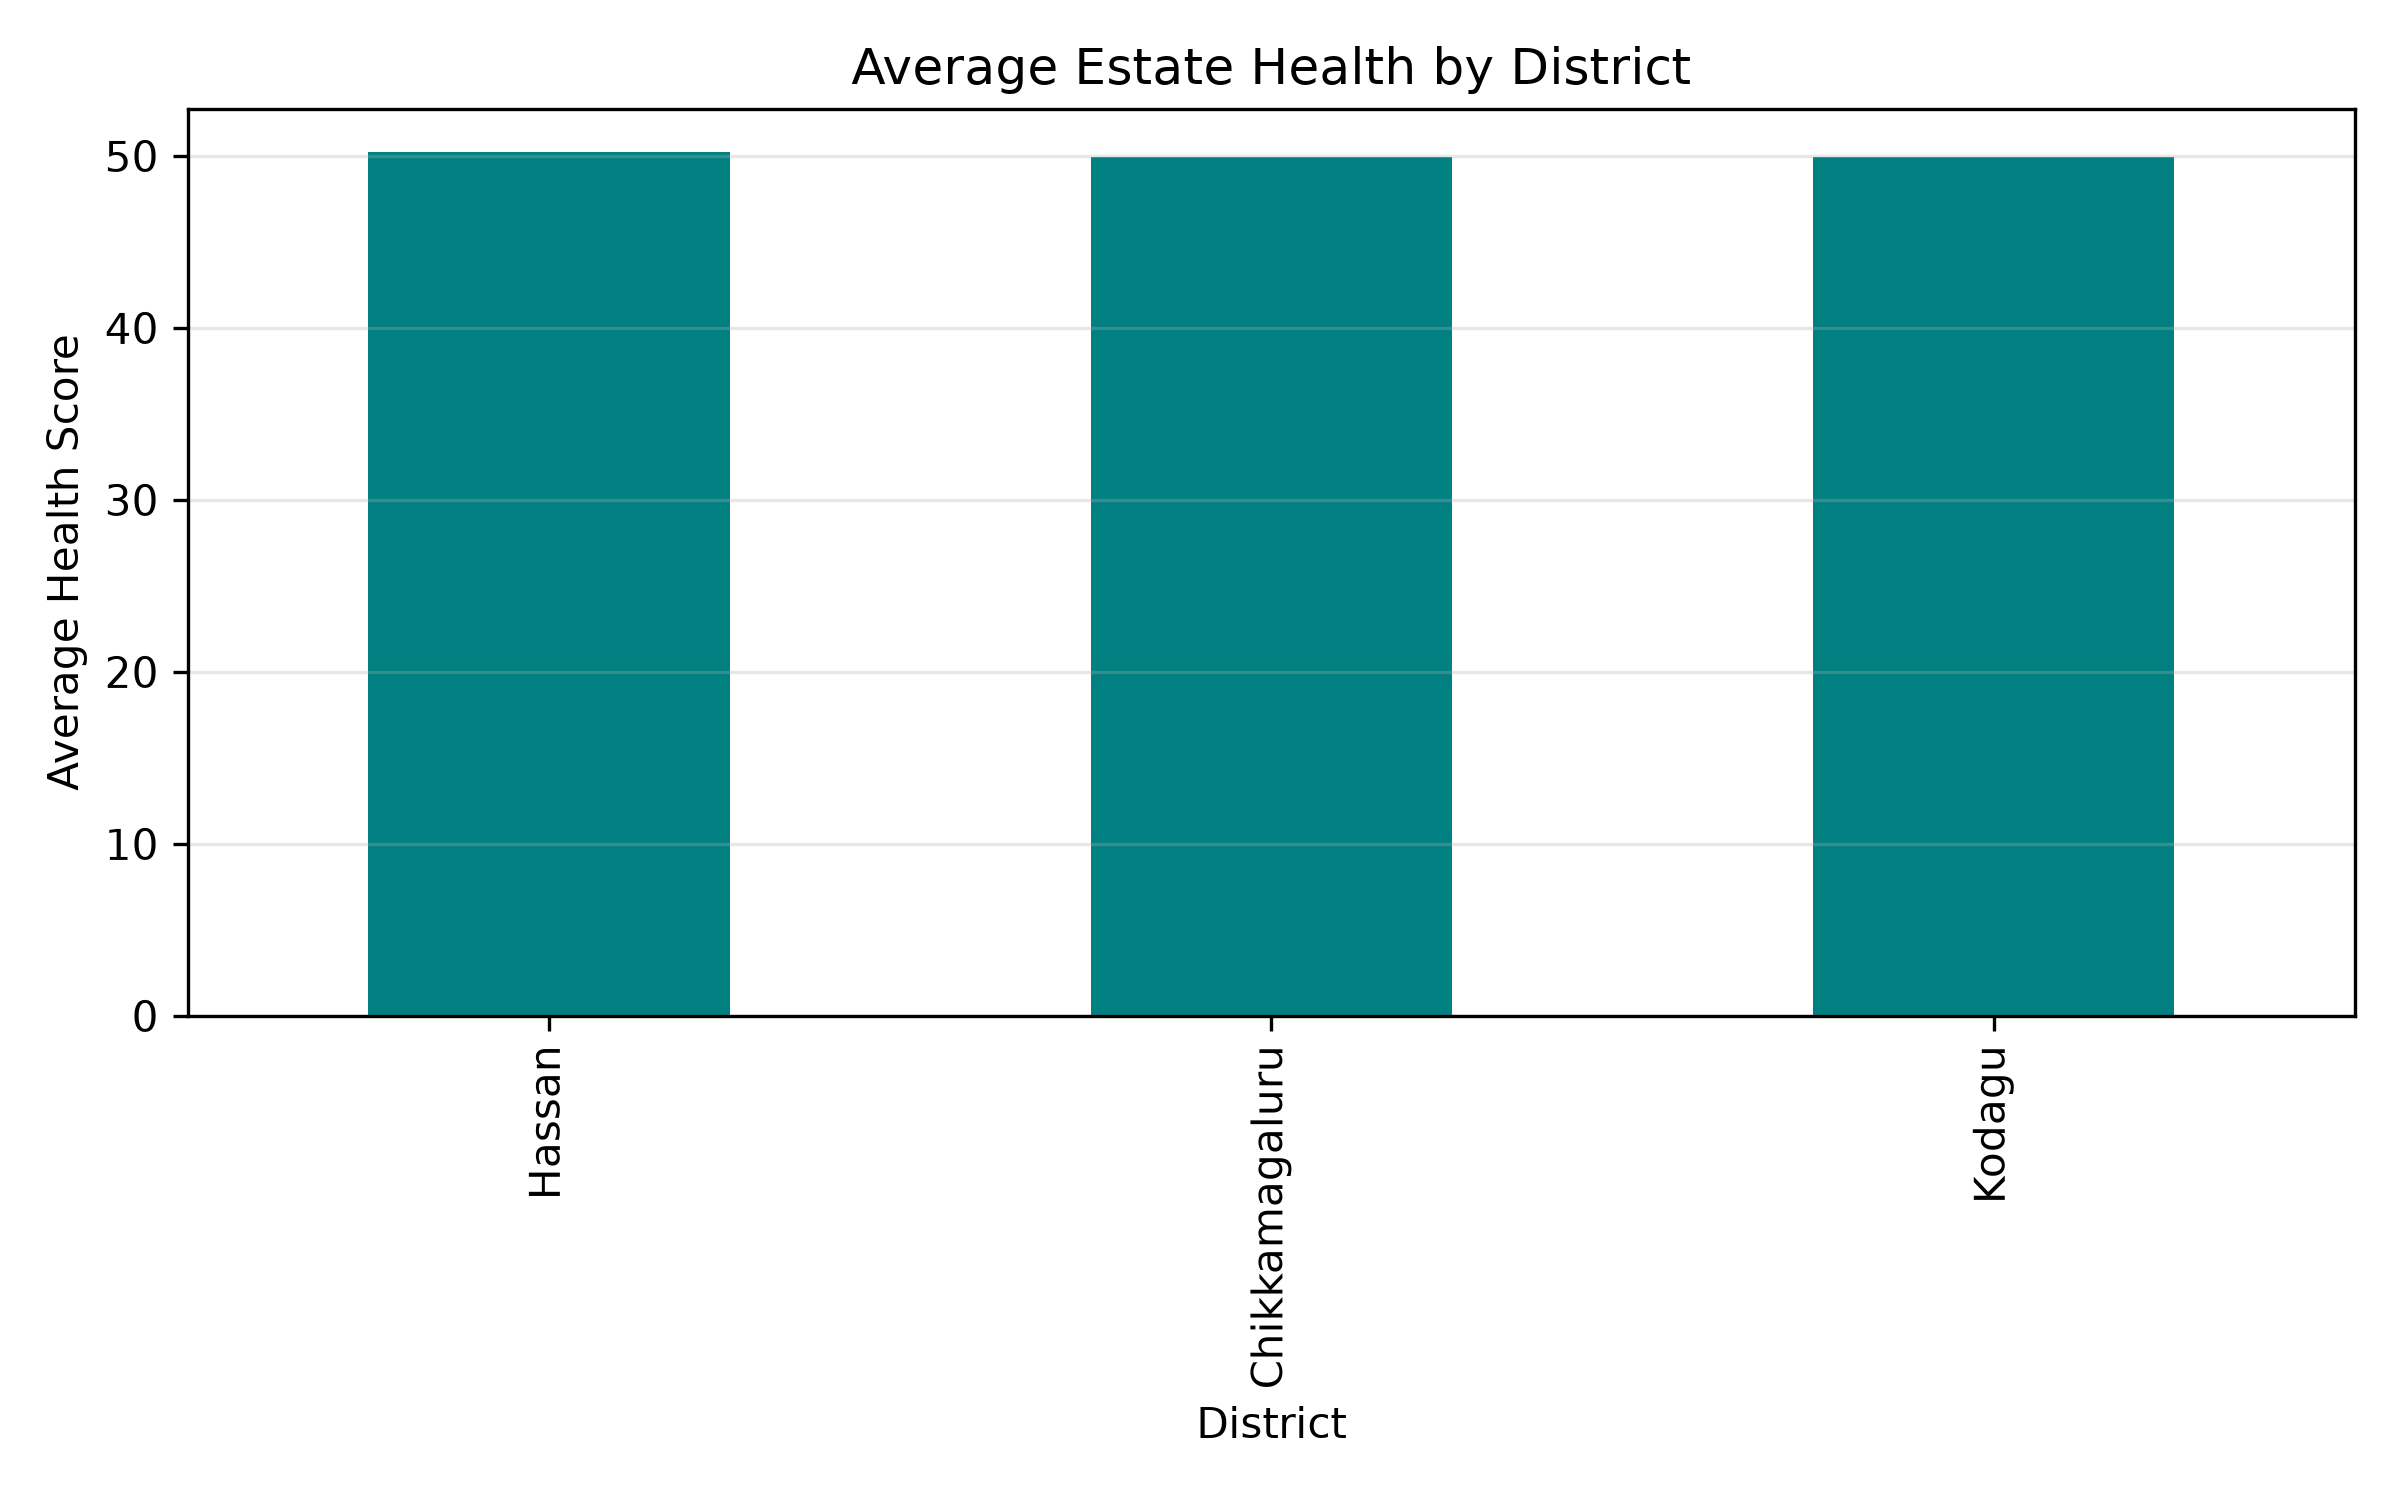 Average Estate Health by District
Average Health Score
50
40
30
20
10
0
Hassan
Chikkamagaluru
Kodagu
District